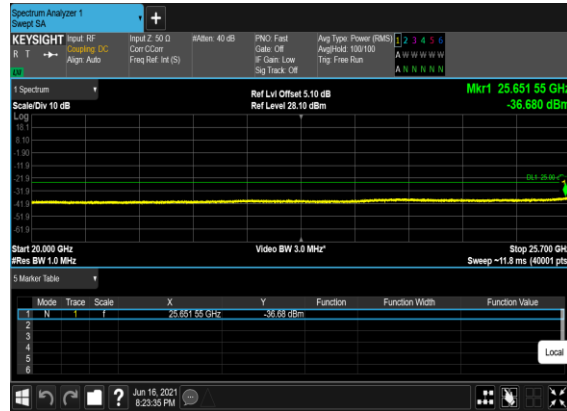 Spectrum Analyzer 1
Swept SA
KEYSIGHT Input: RF Input Z: 50 Ω #Atten: 40 dB PNO: Fast Avg Type: Power (RMS) 1 2 3 4 5 6
R T Coupling: DC Corr CCorr Gate: Off Avg|Hold: 100/100 A W W W W W
Align: Auto Freq Ref: Int (S) IF Gain: Low Trig: Free Run
Sig Track: Off A N N N N N
1 Spectrum Ref Lvl Offset 5.10 dB Mkr1 25.651 55 GHz
Scale/Div 10 dB Ref Level 28.10 dBm -36.680 dBm
Log
18.1
8.10
-1.90
-11.9
-21.9
DL1 -25.00
-31.9
-41.9
-51.9
-61.9
Start 20.000 GHz Video BW 3.0 MHz* Stop 25.700 GH
#Res BW 1.0 MHz Sweep ~11.8 ms (40001 pts
5 Marker Table
Mode Trace Scale X Y Function Function Width Function Value
1 N 1 f 25.651 55 GHz -36.68 dBm
2
3
4
5
6
Local
? Jun 16, 2021
8:23:35 PM